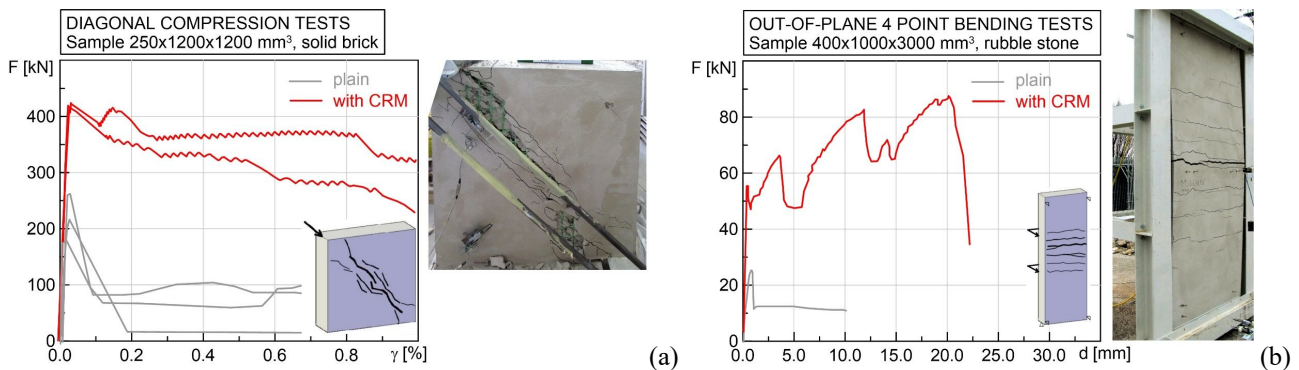 DIAGONAL COMPRESSION TESTS
Sample 250x1200x1200 mm³, solid brick
F [kN]
plain
with CRM
400
350
300
250
200
100
0
0.0
0.2
0.4
0.6
0.8
γ [%]
(a)
OUT-OF-PLANE 4 POINT BENDING TESTS
Sample 400x1000x3000 mm³, rubble stone
F [kN]
plain
with CRM
80
60
40
20
0
0.0
5.0
10.0
15.0
20.0
25.0
30.0
d [mm]
(b)